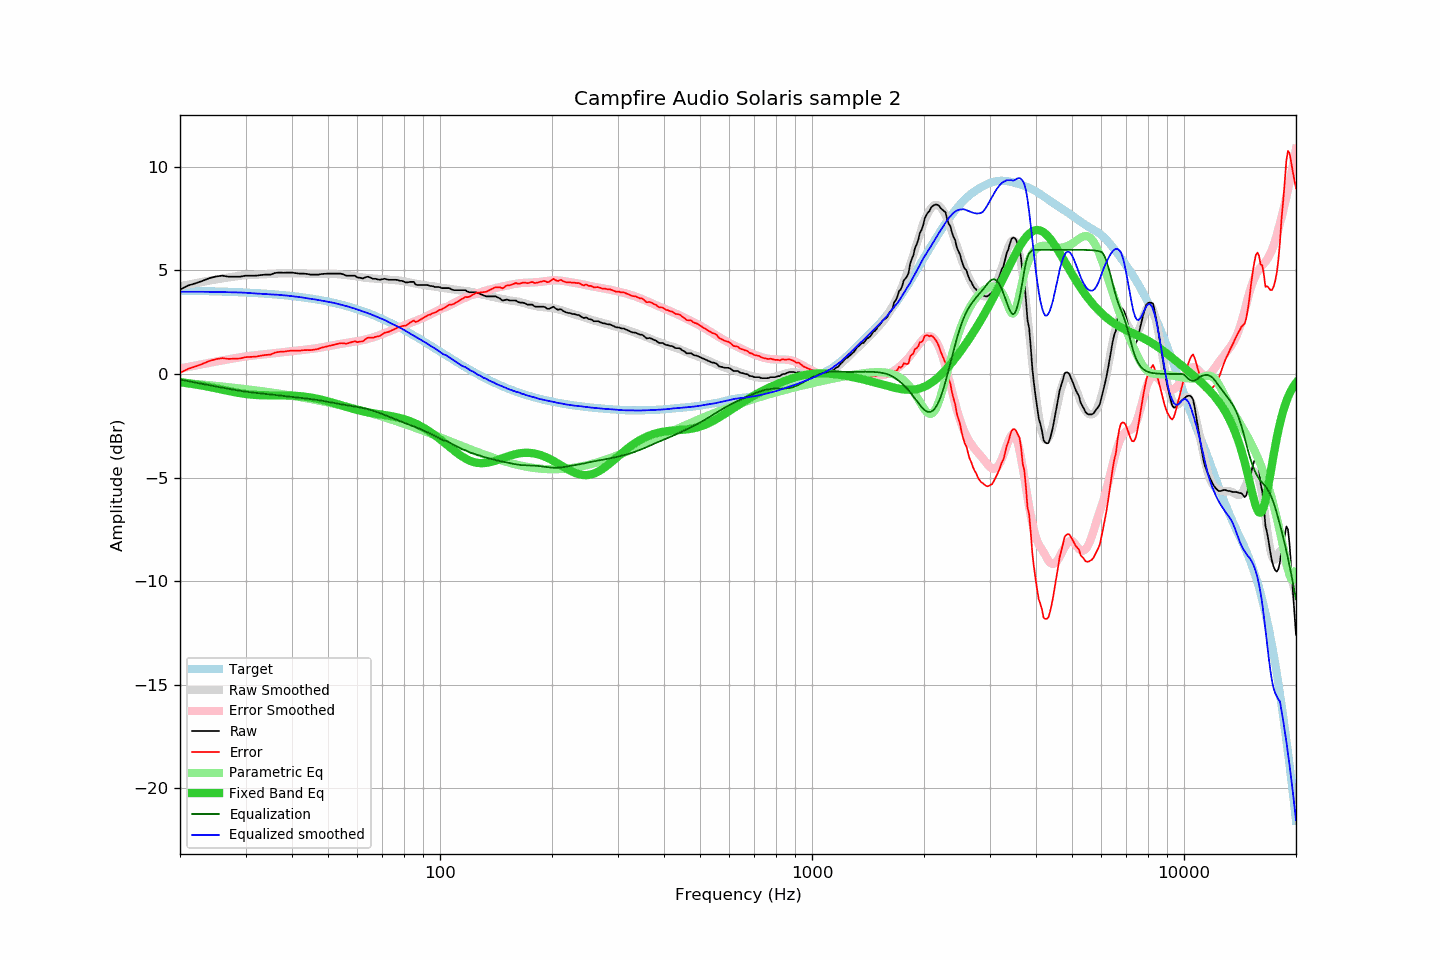 Campfire Audio Solaris sample 2
10
5
0
−5
−10
−15
−20
Amplitude (dBr)
Target
Raw Smoothed
Error Smoothed
Raw
Error
Parametric Eq
Fixed Band Eq
Equalization
Equalized smoothed
100 1000 10000
Frequency (Hz)